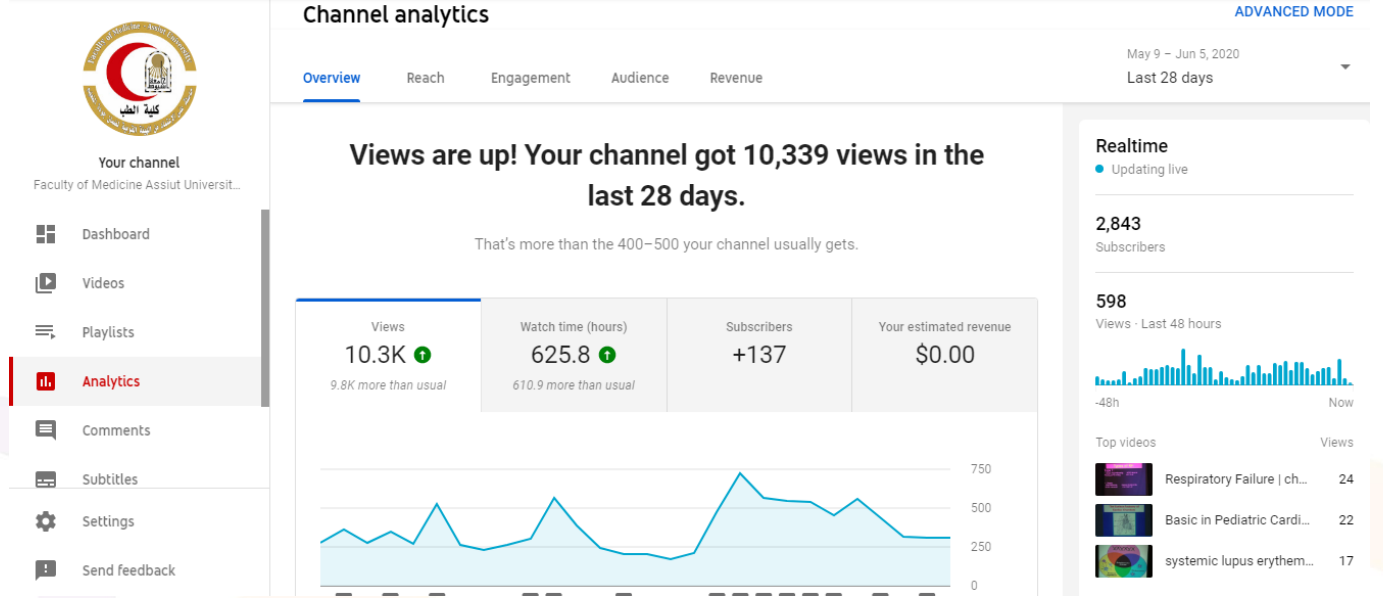 Faculty of Medicine - Assiut University
كلية الطب
Your channel
Faculty of Medicine Assiut Universit...
Dashboard
Videos
Playlists
Analytics
Comments
Subtitles
Settings
Send feedback
Channel analytics
ADVANCED MODE
Overview
Reach
Engagement
Audience
Revenue
May 9 – Jun 5, 2020
Last 28 days
Views are up! Your channel got 10,339 views in the
last 28 days.
That's more than the 400–500 your channel usually gets.
Views
10.3K
9.8K more than usual
Watch time (hours)
625.8
610.9 more than usual
Subscribers
+137
Your estimated revenue
$0.00
750
500
250
0
Realtime
Updating live
2,843
Subscribers
598
Views · Last 48 hours
-48h
Now
Top videos
Views
Respiratory Failure | ch...
24
Basic in Pediatric Cardi...
22
systemic lupus erythem...
17